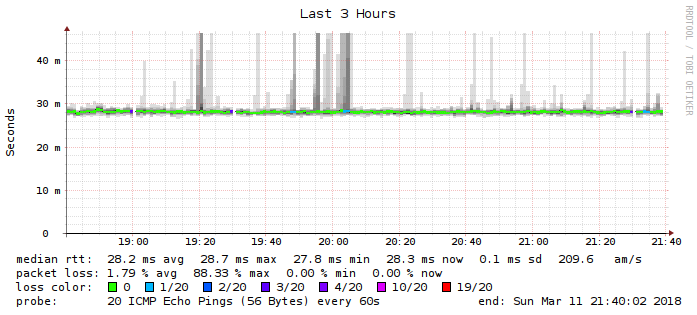 Last 3 Hours
RRDTOOL / TOBI OETIKER
Seconds
40 m
30 m
20 m
10 m
0
19:00 19:20 19:40 20:00 20:20 20:40 21:00 21:20 21:40
median rtt: 28.2 ms avg 28.7 ms max 27.8 ms min 28.3 ms now 0.1 ms sd 209.6 am/s
packet loss: 1.79 % avg 88.33 % max 0.00 % min 0.00 % now
loss color: 0 1/20 2/20 3/20 4/20 10/20 19/20
probe: 20 ICMP Echo Pings (56 Bytes) every 60s end: Sun Mar 11 21:40:02 2018